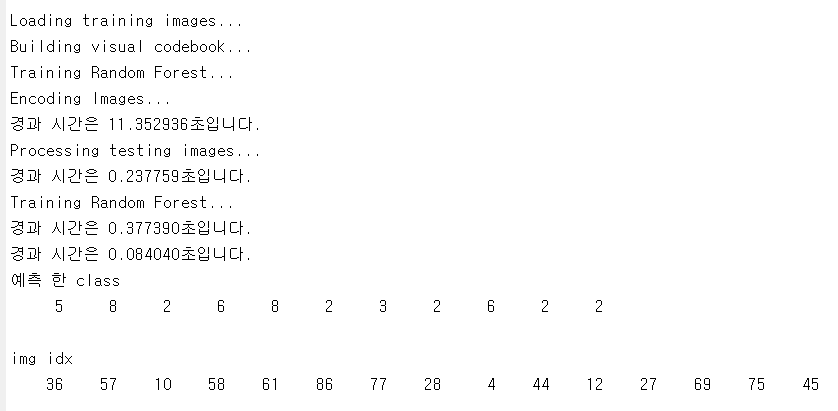 Loading training images...
Building visual codebook...
Training Random Forest...
Encoding Images...
경과 시간은 11.352936초입니다.
Processing testing images...
경과 시간은 0.237759초입니다.
Training Random Forest...
경과 시간은 0.377390초입니다.
경과 시간은 0.084040초입니다.
예측 한 class
5 8 2 6 8 2 3 2 6 2 2
img idx
36 57 10 58 61 86 77 28 4 44 12 27 69 75 45